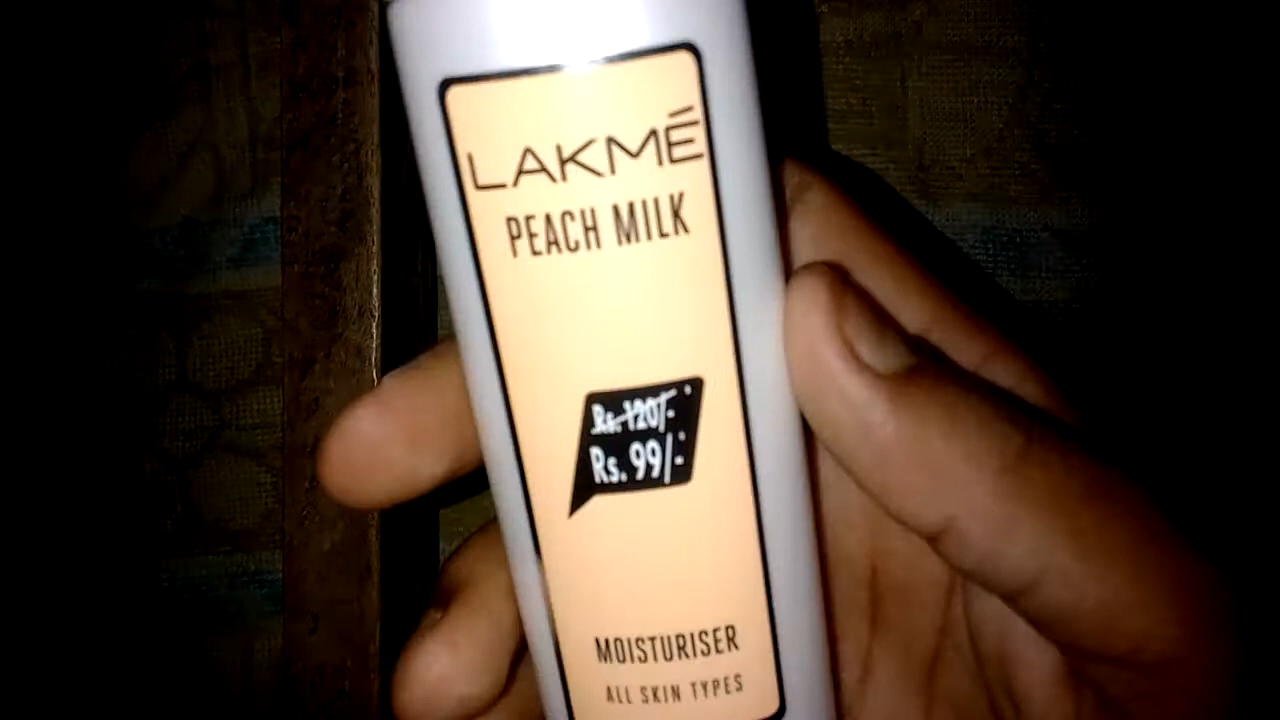 LAKMÉ
PEACH MILK
Rs. 120/-
Rs. 99/-
MOISTURISER
ALL SKIN TYPES